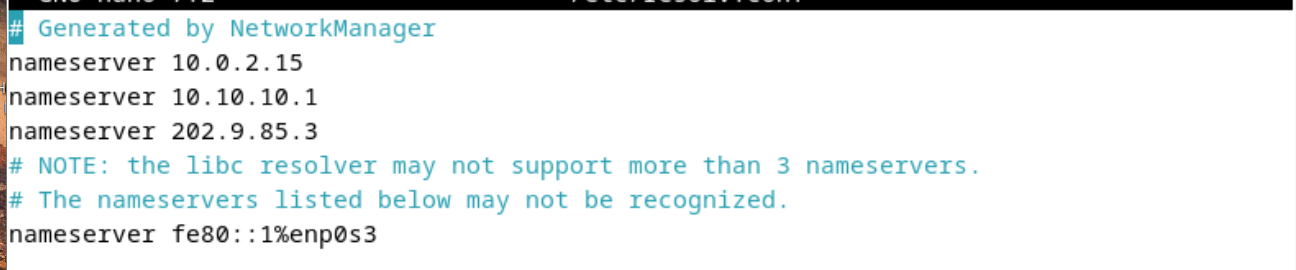 # Generated by NetworkManager
nameserver 10.0.2.15
nameserver 10.10.10.1
nameserver 202.9.85.3
# NOTE: the libc resolver may not support more than 3 nameservers.
# The nameservers listed below may not be recognized.
nameserver fe80::1%enp0s3